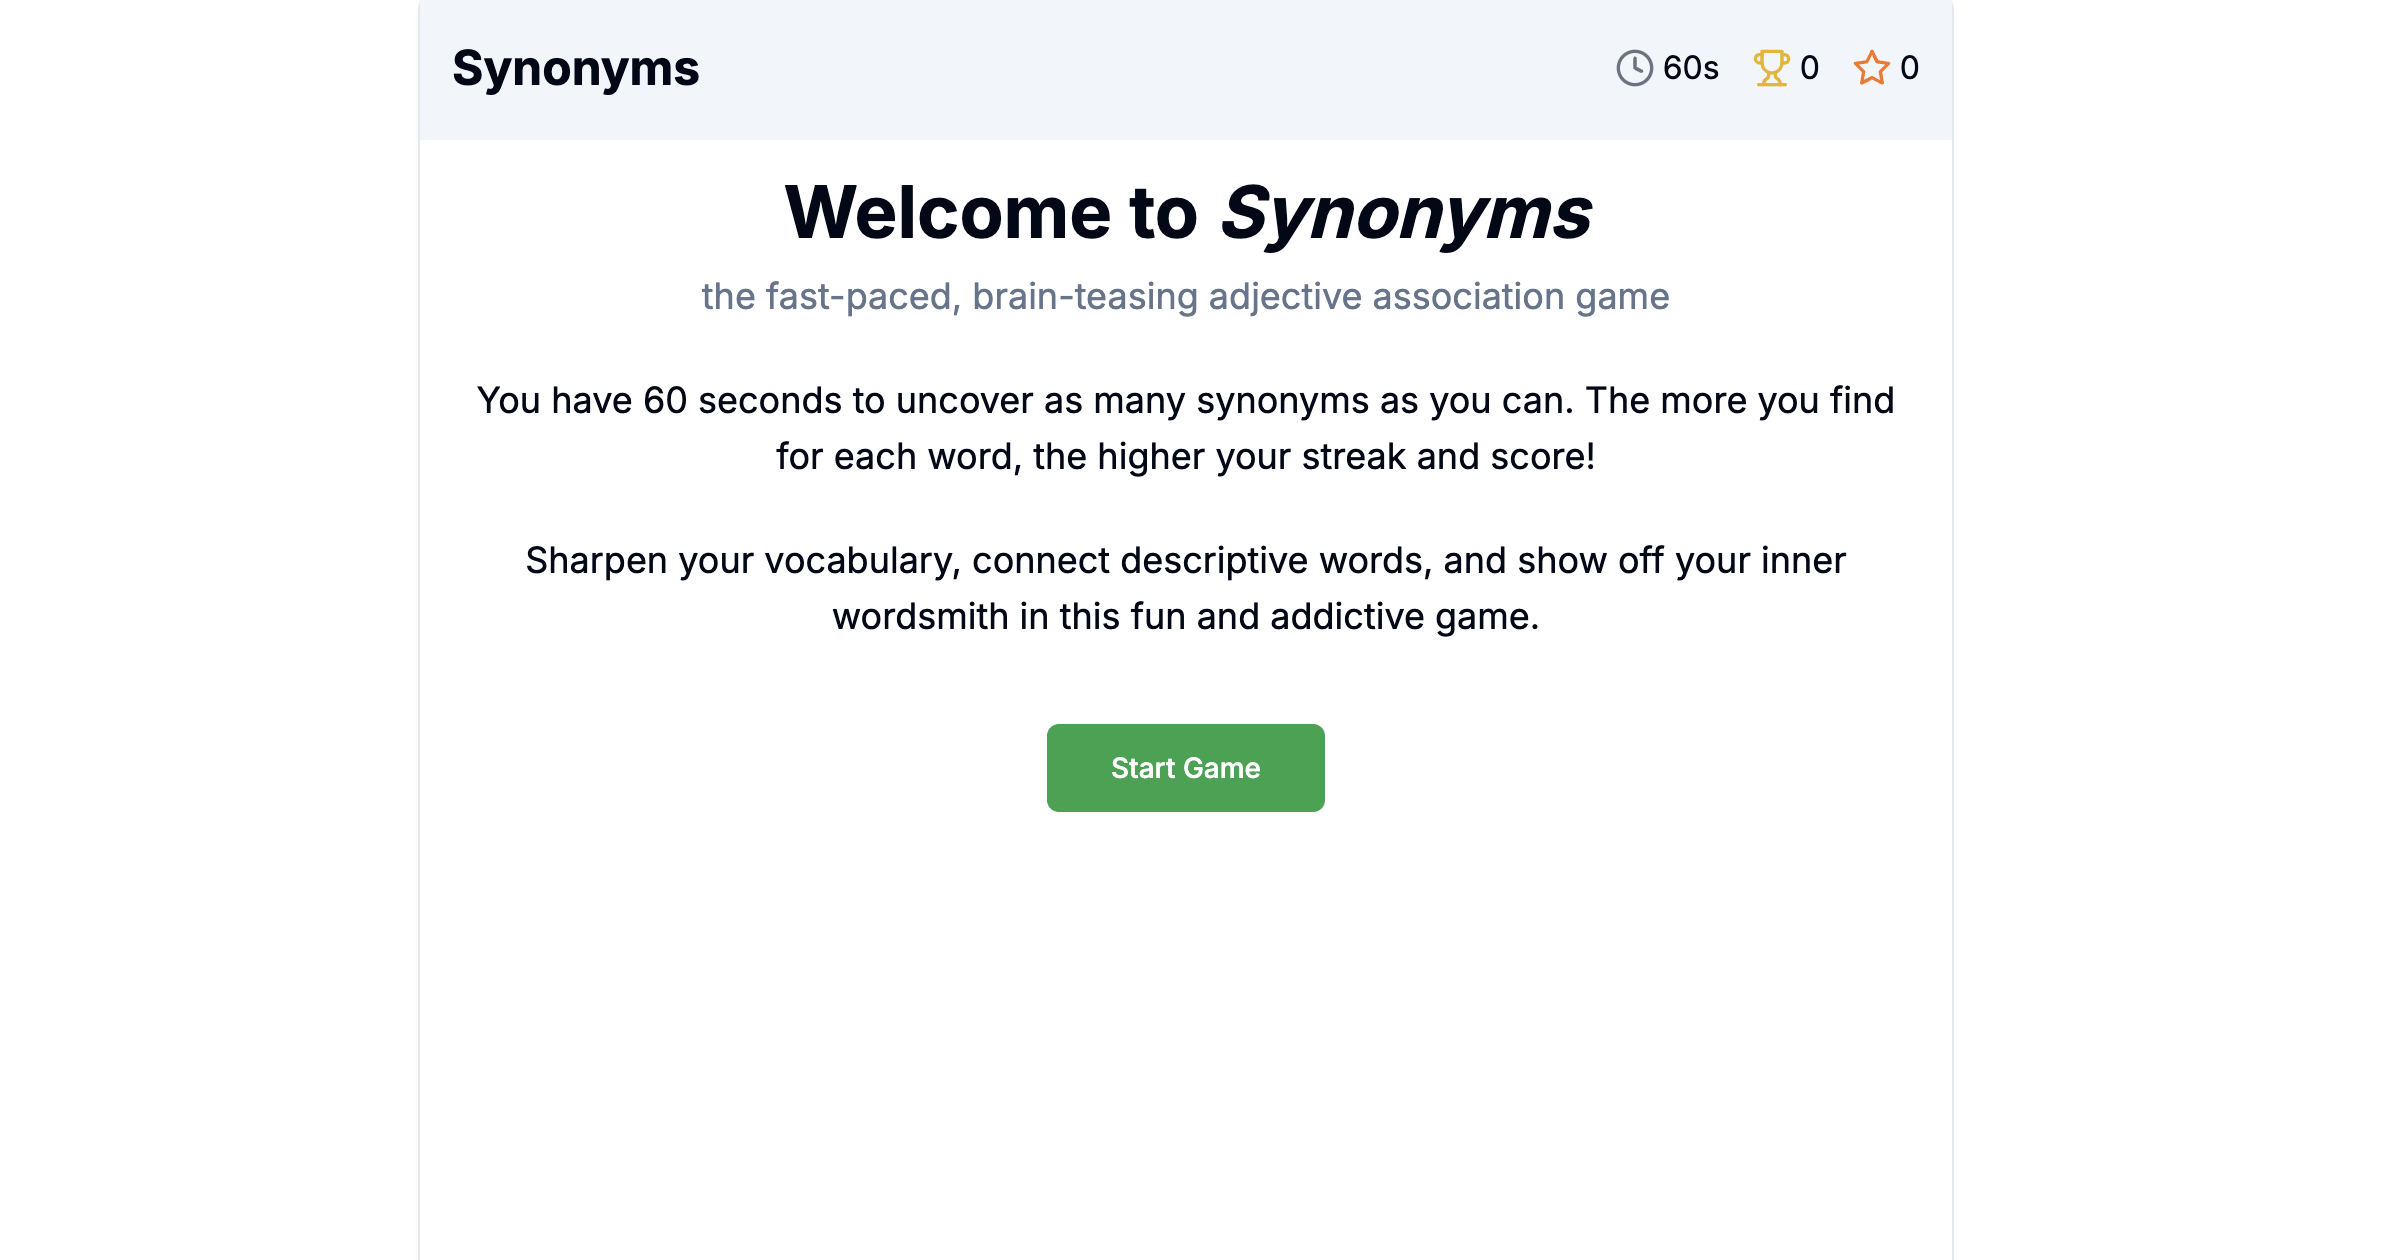 Synonyms
60s 0 0
Welcome to Synonyms
the fast-paced, brain-teasing adjective association game
You have 60 seconds to uncover as many synonyms as you can. The more you find
for each word, the higher your streak and score!
Sharpen your vocabulary, connect descriptive words, and show off your inner
wordsmith in this fun and addictive game.
Start Game